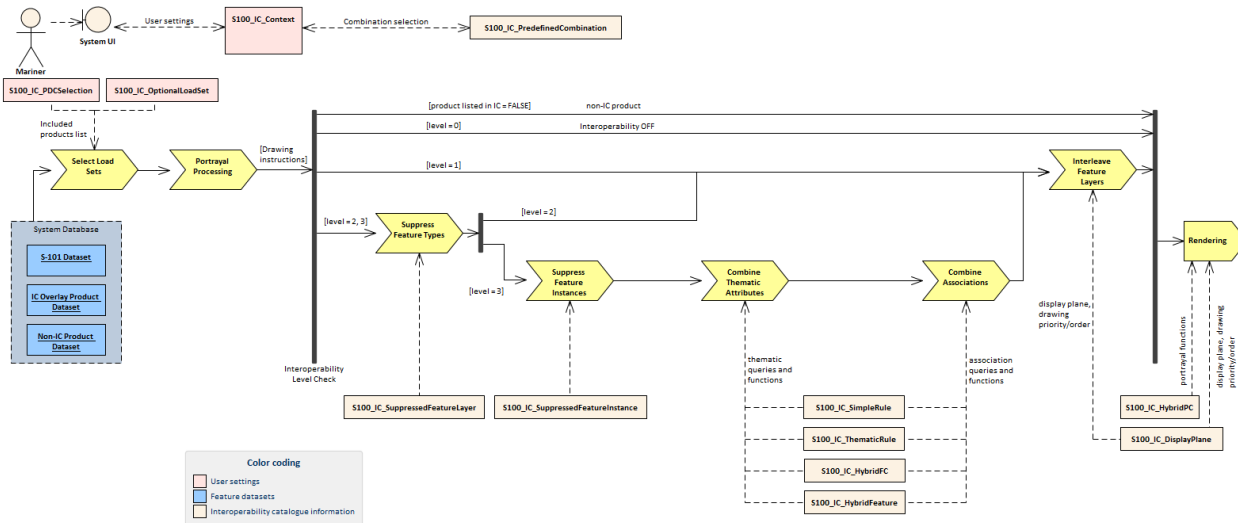 User settings
S100_IC_Context
Combination selection
S100_IC_PredefinedCombination
System UI
Mariner
S100_IC_PDCSelection
S100_IC_OptionalLoadSet
Included
products list
Select Load
Sets
Portrayal
Processing
[Drawing
instructions]
[product listed in IC = FALSE]
non-IC product
[level = 0]
Interoperability OFF
[level = 1]
Interleave
Feature
Layers
[level = 2, 3]
Suppress
Feature Types
[level = 2]
[level = 3]
Suppress
Feature
Instances
Combine
Thematic
Attributes
Combine
Associations
Rendering
System Database
S-101 Dataset
IC Overlay Product
Dataset
Non-IC Product
Dataset
Interoperability
Level Check
display plane,
drawing
priority/order
portrayal functions
display plane, drawing
priority/order
thematic
queries and
functions
association
queries and
functions
S100_IC_SuppressedFeatureLayer
S100_IC_SuppressedFeatureInstance
S100_IC_SimpleRule
S100_IC_ThematicRule
S100_IC_HybridFC
S100_IC_HybridFeature
S100_IC_HybridPC
S100_IC_DisplayPlane
Color coding
User settings
Feature datasets
Interoperability catalogue information